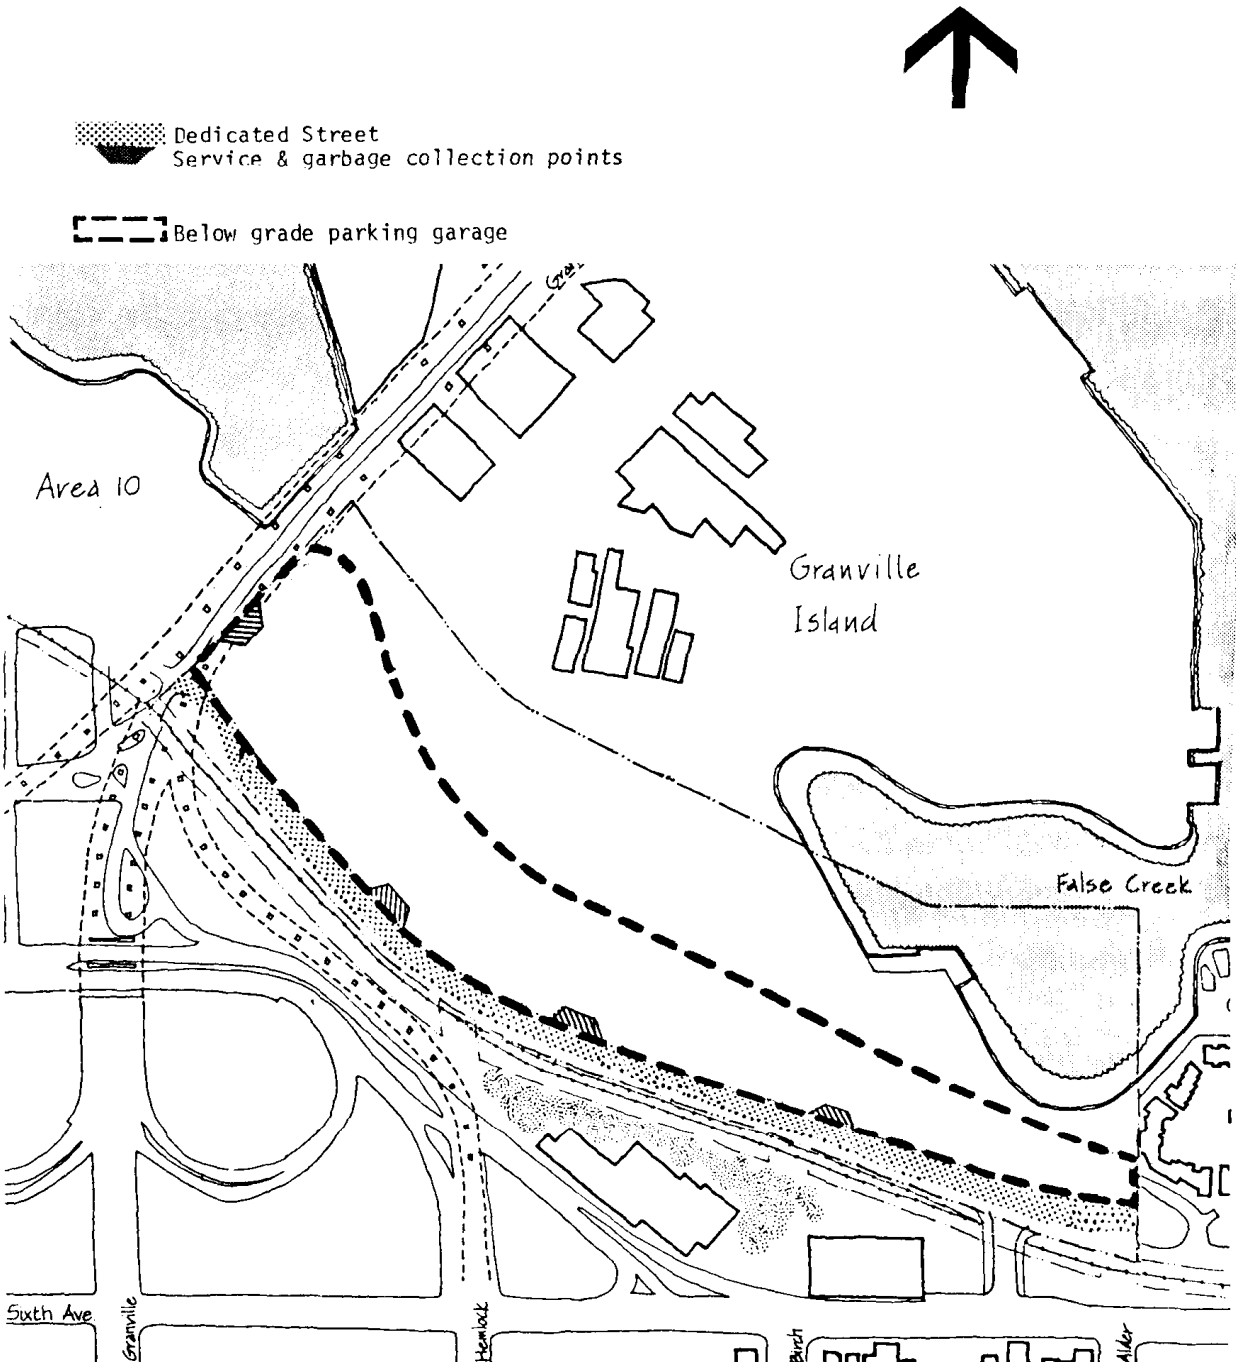 Dedicated Street
Service & garbage collection points
Below grade parking garage
Area 10
Granville
Island
False Creek
Sixth Ave
Granville
Hemlock
Birch
Alder